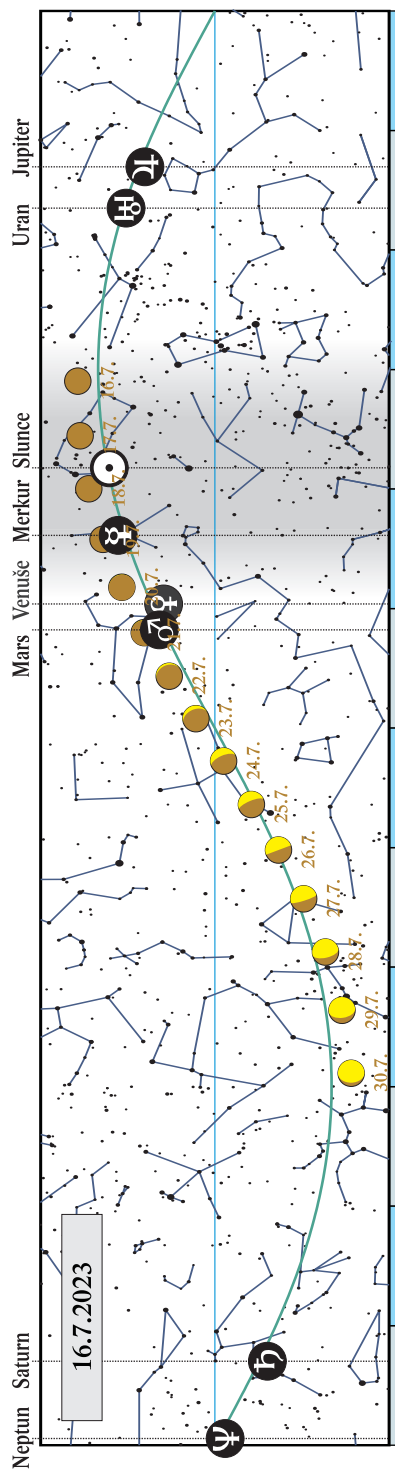 Neptun
Saturn
Mars
Venuše
Merkur
Slunce
Uran
Jupiter
16.7.2023
16.7.
17.7.
18.7.
19.7.
20.7.
21.7.
22.7.
23.7.
24.7.
25.7.
26.7.
27.7.
28.7.
29.7.
30.7.